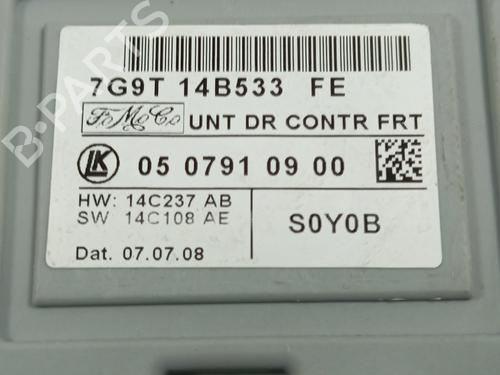 7G9T 14B533 FE
FoMoCo UNT DR CONTR FRT
LK 05 0791 09 00
HW: 14C237 AB
SW 14C108 AE
S0Y0B
Dat. 07.07.08
B-PARTS